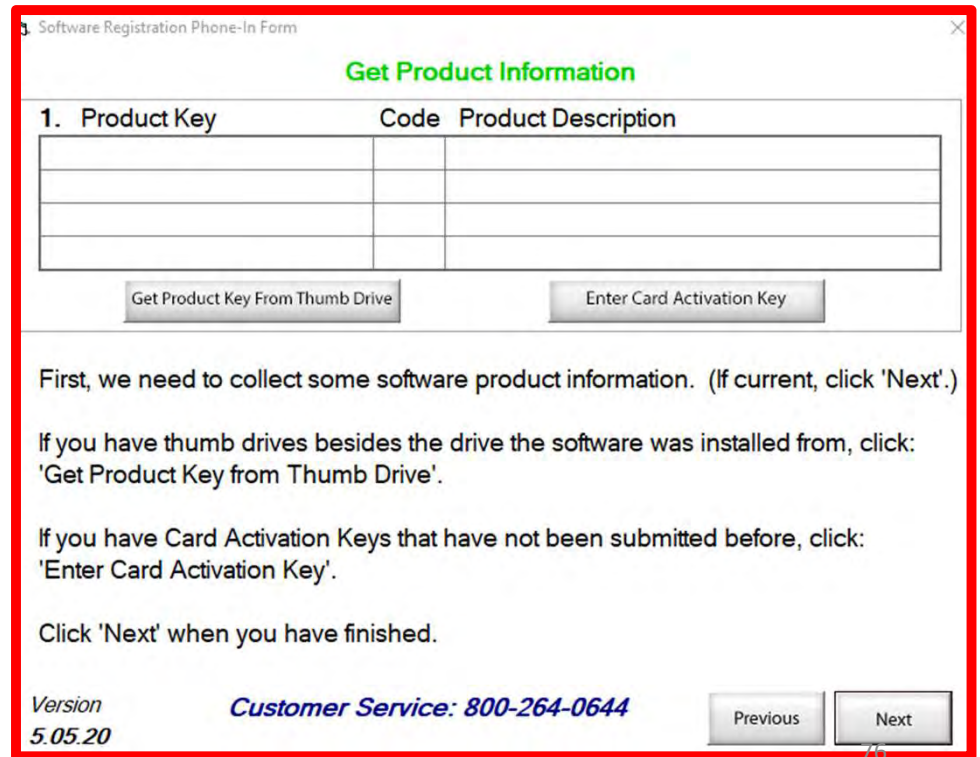 Software Registration Phone-In Form
Get Product Information
1. Product Key Code Product Description
Get Product Key From Thumb Drive Enter Card Activation Key
First, we need to collect some software product information. (If current, click 'Next'.)
If you have thumb drives besides the drive the software was installed from, click:
'Get Product Key from Thumb Drive'.
If you have Card Activation Keys that have not been submitted before, click:
'Enter Card Activation Key'.
Click 'Next' when you have finished.
Version
5.05.20
Customer Service: 800-264-0644
Previous Next
76